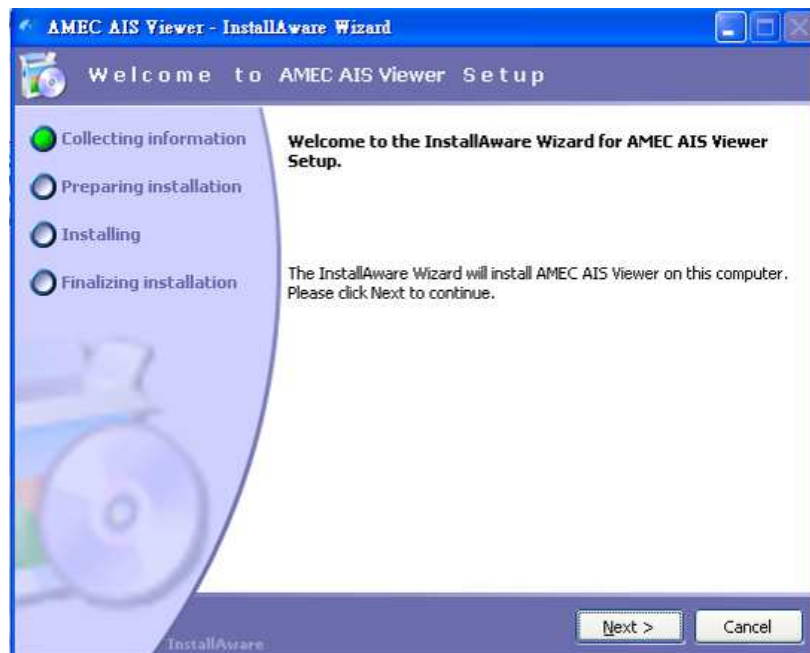 AMEC AIS Viewer - InstallAware Wizard
Welcome to AMEC AIS Viewer Setup
Collecting information
Preparing installation
Installing
Finalizing installation
Welcome to the InstallAware Wizard for AMEC AIS Viewer
Setup.
The InstallAware Wizard will install AMEC AIS Viewer on this computer.
Please click Next to continue.
InstallAware
Next >
Cancel